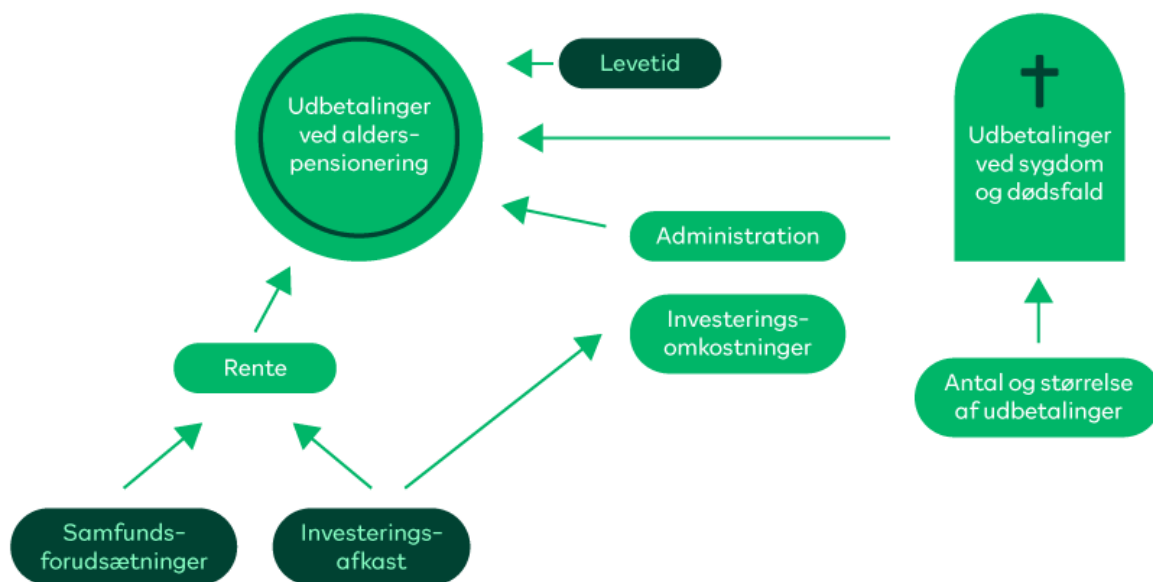 Levetid
Udbetalinger
ved alders-
pensionering
Udbetalinger
ved sygdom
og dødsfald
Administration
Investerings-
omkostninger
Rente
Antal og størrelse
af udbetalinger
Samfunds-
forudsætninger
Investerings-
afkast